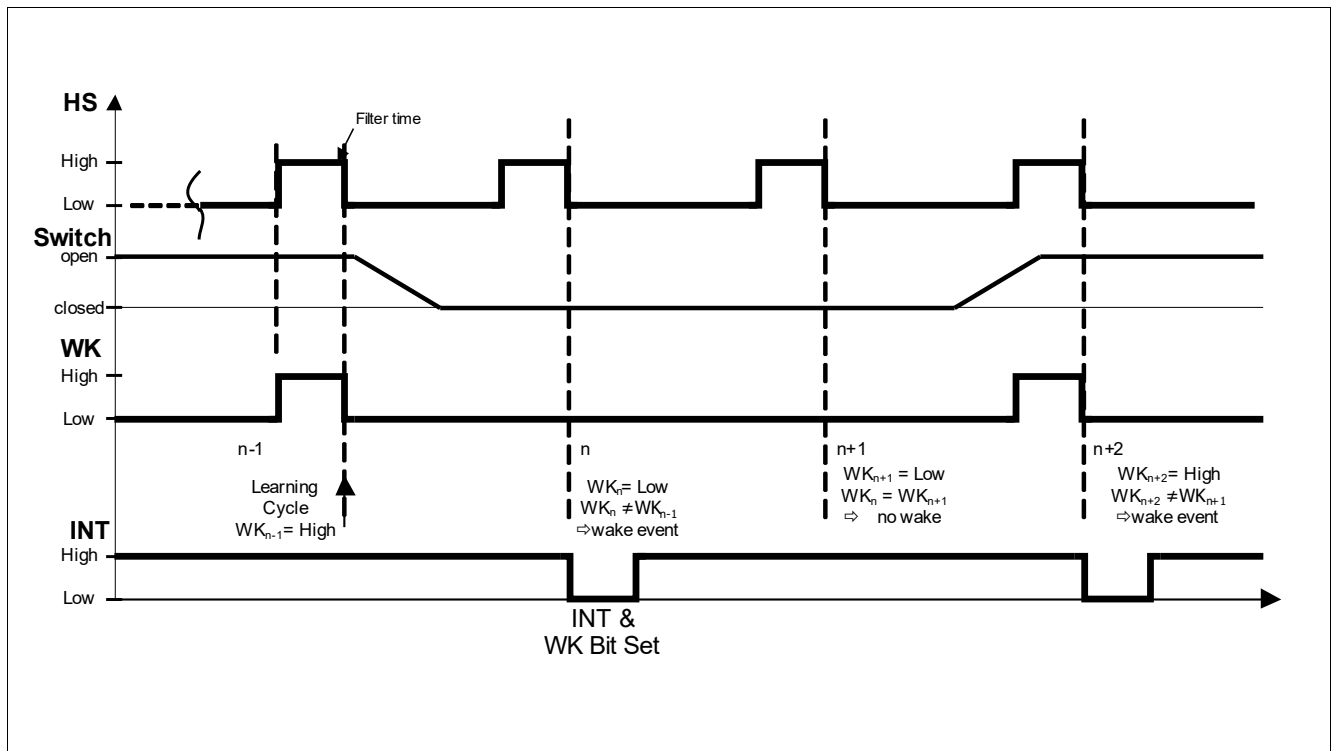 HS
Filter time
High
Low
Switch
open
closed
WK
High
Low
n-1
n
n+1
n+2
Learning
Cycle
WKn-1= High
WKn= Low
WKn ≠WKn-1
⇨wake event
WKn+1 = Low
WKn = WKn+1
⇨ no wake
WKn+2= High
WKn+2 ≠WKn+1
⇨wake event
INT
High
Low
INT &
WK Bit Set